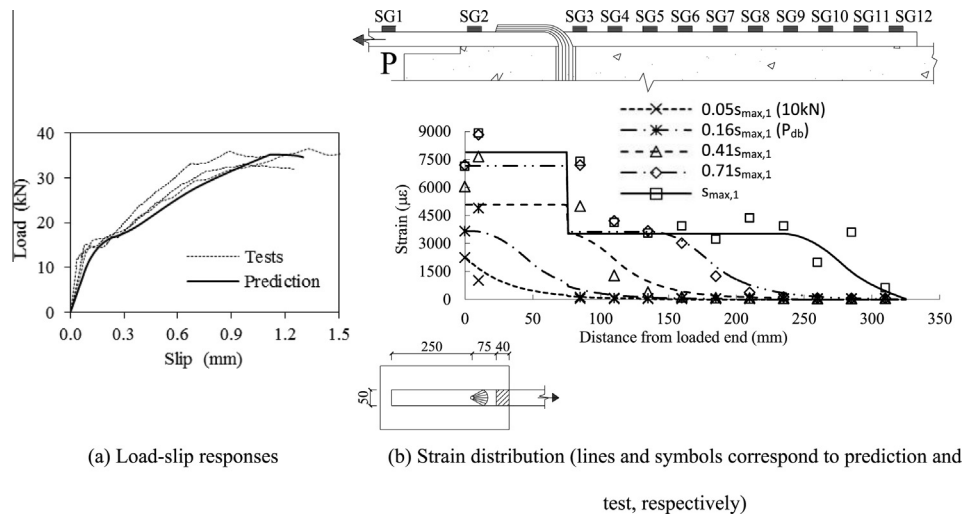 SG1 SG2 SG3 SG4 SG5 SG6 SG7 SG8 SG9 SG10 SG11 SG12
P
Load (kN)
40
30
20
10
0
0.0 0.3 0.6 0.9 1.2 1.5
Slip (mm)
Tests
Prediction
Strain (με)
9000
7500
6000
4500
3000
1500
0
0 50 100 150 200 250 300 350
Distance from loaded end (mm)
0.05smax,1 (10kN)
0.16smax,1 (Pdb)
0.41smax,1
0.71smax,1
smax,1
250 75 40
50
(a) Load-slip responses
(b) Strain distribution (lines and symbols correspond to prediction and
test, respectively)